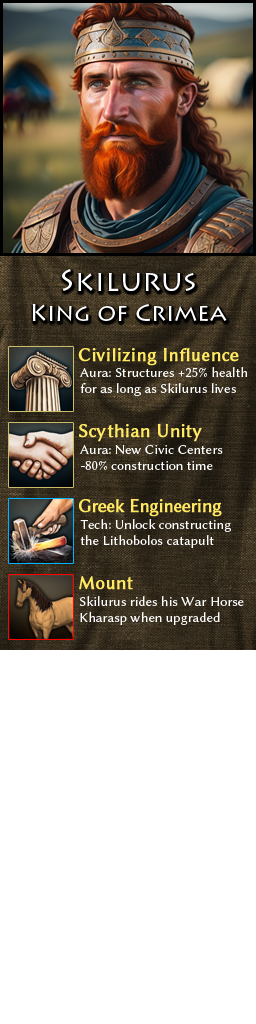 Skilurus
King of Crimea
Civilizing Influence
Aura: Structures +25% health
for as long as Skilurus lives
Scythian Unity
Aura: New Civic Centers
-80% construction time
Greek Engineering
Tech: Unlock constructing
the Lithobolos catapult
Mount
Skilurus rides his War Horse
Kharasp when upgraded